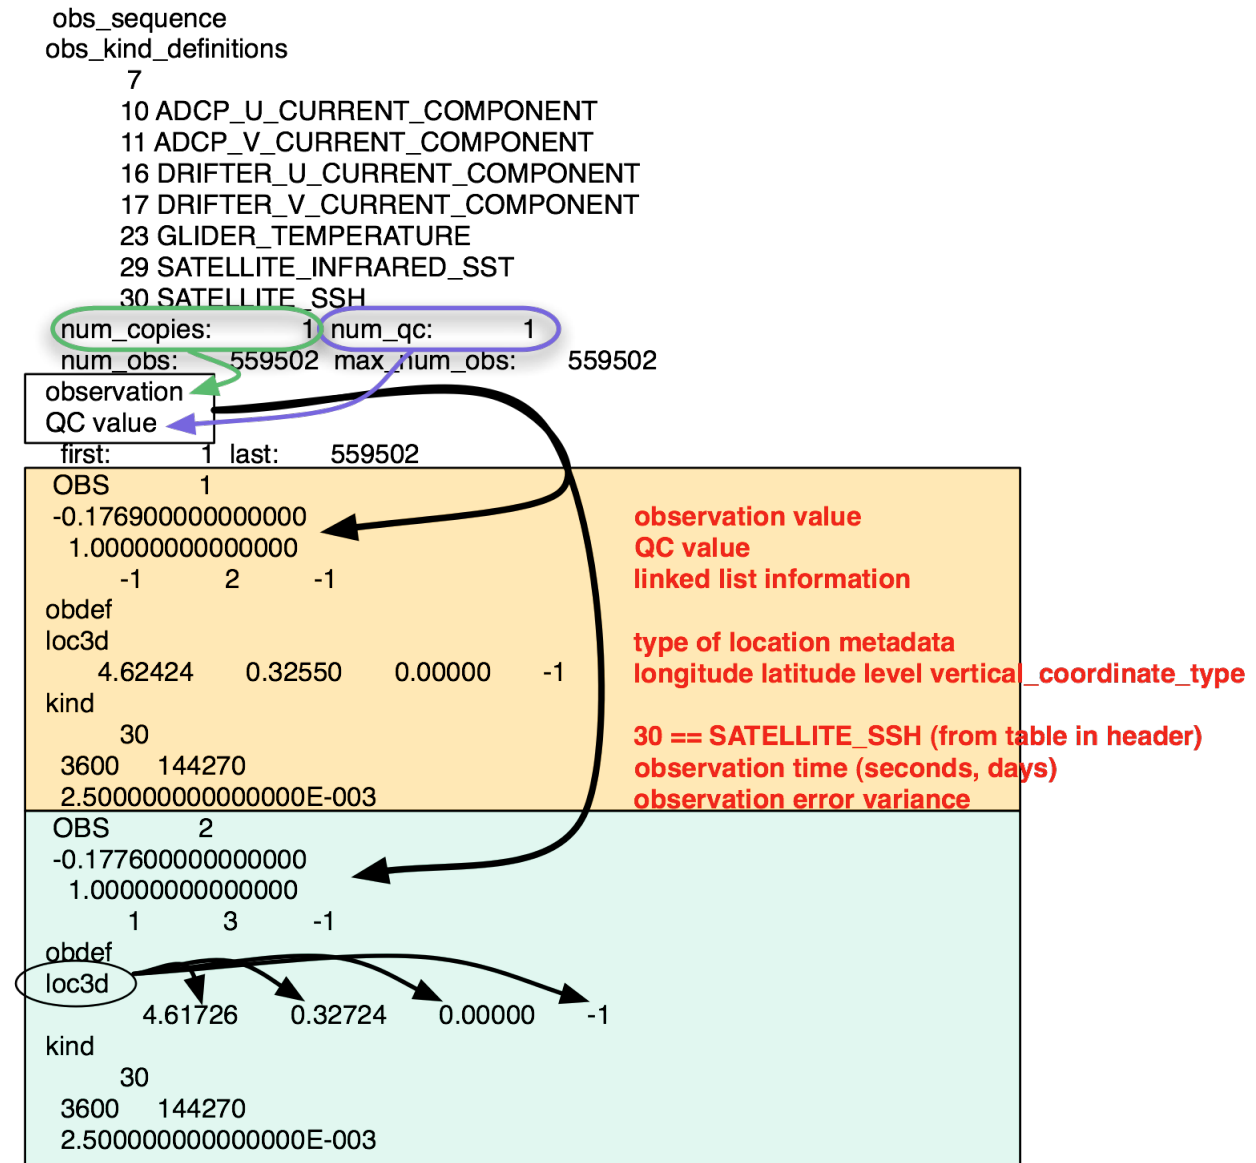 obs_sequence
obs_kind_definitions
7
10 ADCP_U_CURRENT_COMPONENT
11 ADCP_V_CURRENT_COMPONENT
16 DRIFTER_U_CURRENT_COMPONENT
17 DRIFTER_V_CURRENT_COMPONENT
23 GLIDER_TEMPERATURE
29 SATELLITE_INFRARED_SST
30 SATELLITE_SSH
num_copies: 1 num_qc: 1
num_obs: 559502 max_num_obs: 559502
observation
QC value
first: 1 last: 559502
OBS 1
-0.176900000000000 observation value
1.00000000000000 QC value
-1 2 -1 linked list information
obdef
loc3d type of location metadata
4.62424 0.32550 0.00000 -1 longitude latitude level vertical_coordinate_type
kind
30 30 == SATELLITE_SSH (from table in header)
3600 144270 observation time (seconds, days)
2.500000000000000E-003 observation error variance
OBS 2
-0.177600000000000
1.00000000000000
1 3 -1
obdef
loc3d
4.61726 0.32724 0.00000 -1
kind
30
3600 144270
2.500000000000000E-003